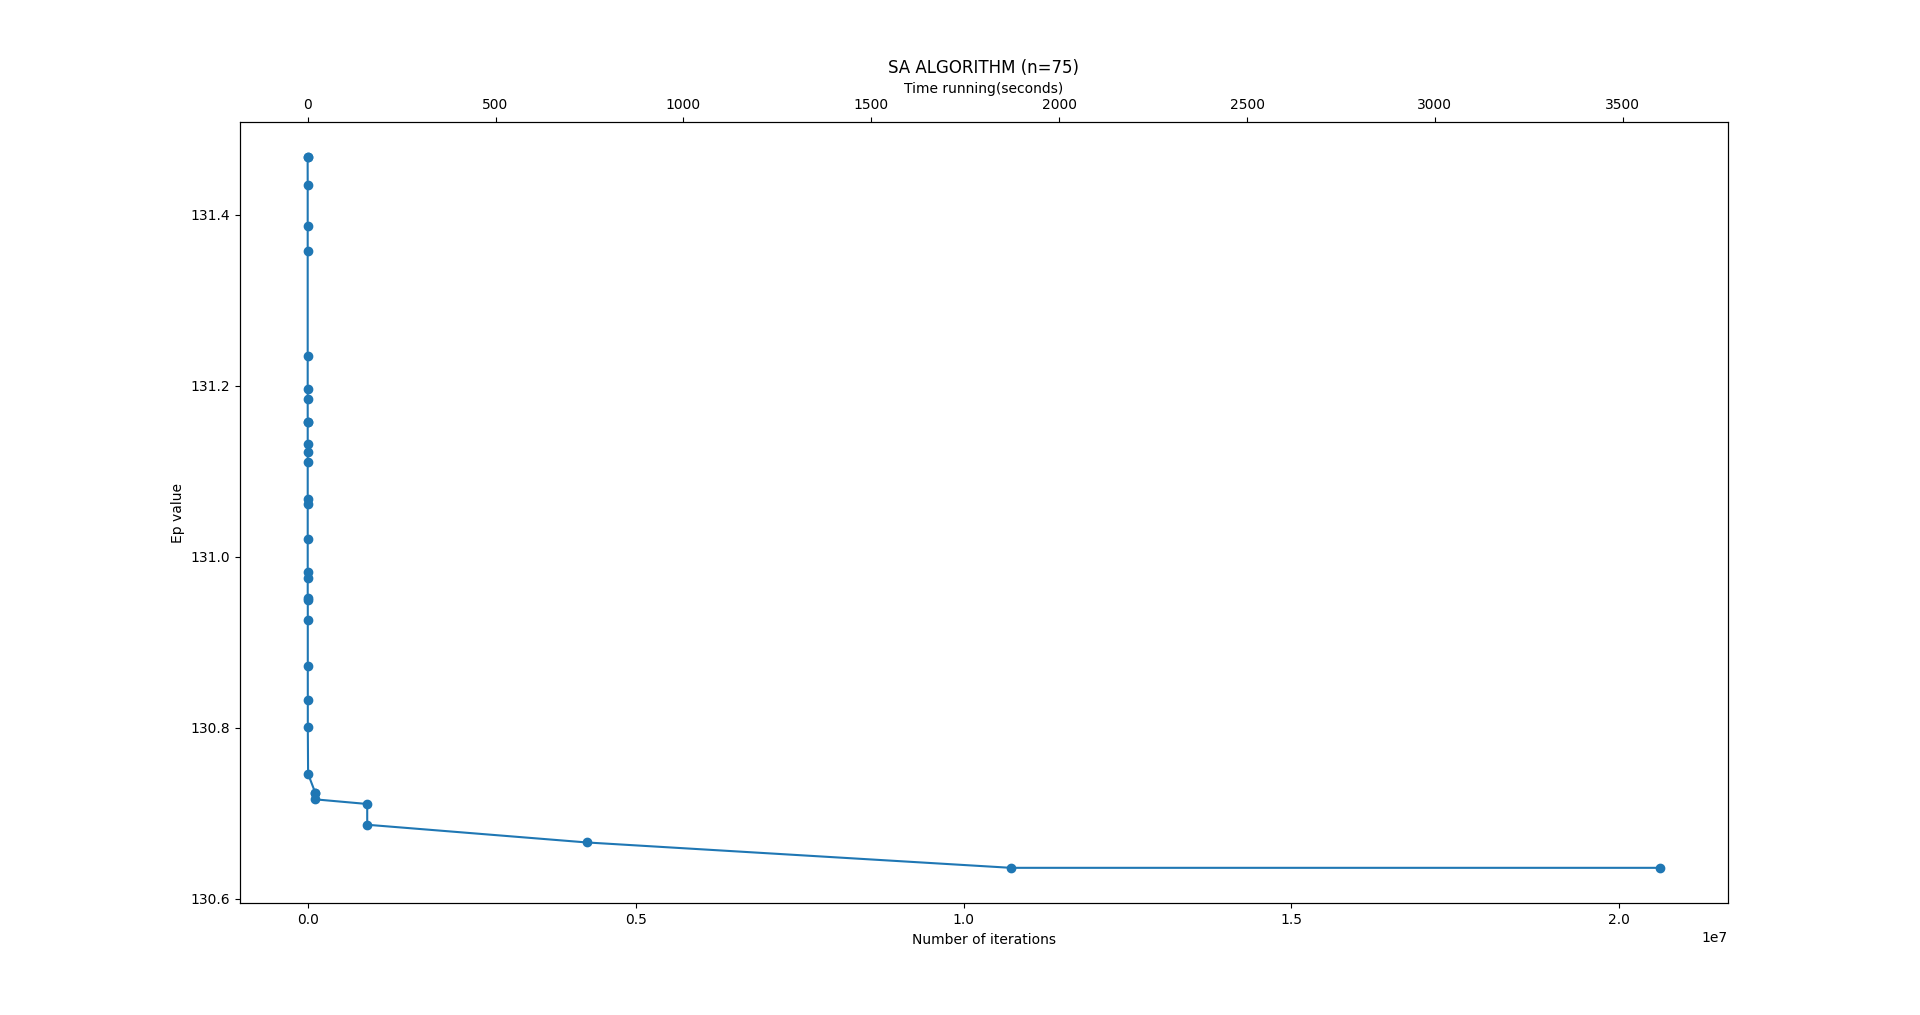 SA ALGORITHM (n=75)
Time running(seconds)
0 500 1000 1500 2000 2500 3000 3500
131.4
131.2
131.0
130.8
130.6
Ep value
0.0 0.5 1.0 1.5 2.0
Number of iterations
1e7